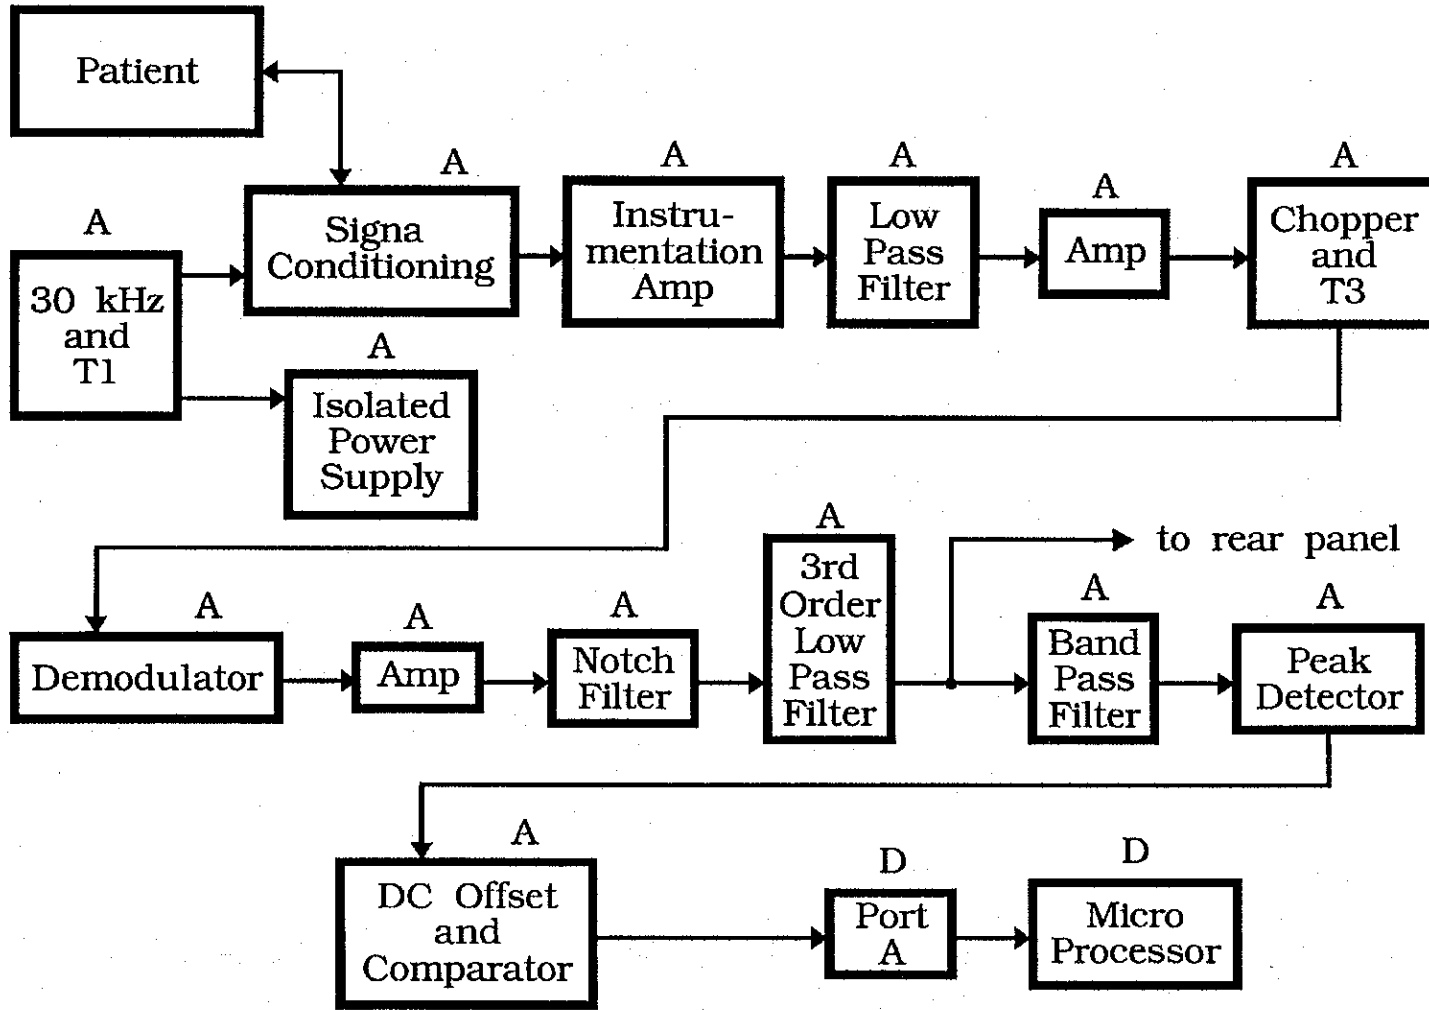 Patient
A
Signa
Conditioning
A
Instru-
mentation
Amp
A
Low
Pass
Filter
A
Amp
A
Chopper
and
T3
A
30 kHz
and
T1
A
Isolated
Power
Supply
A
Demodulator
A
Amp
A
Notch
Filter
A
3rd
Order
Low
Pass
Filter
to rear panel
A
Band
Pass
Filter
A
Peak
Detector
A
DC Offset
and
Comparator
D
Port
A
D
Micro
Processor